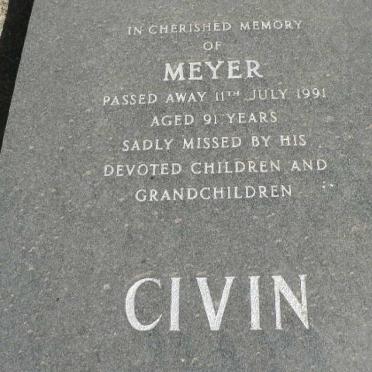 IN CHERISHED MEMORY
OF
MEYER
PASSED AWAY 11TH JULY 1991
AGED 91 YEARS
SADLY MISSED BY HIS
DEVOTED CHILDREN AND
GRANDCHILDREN
CIVIN